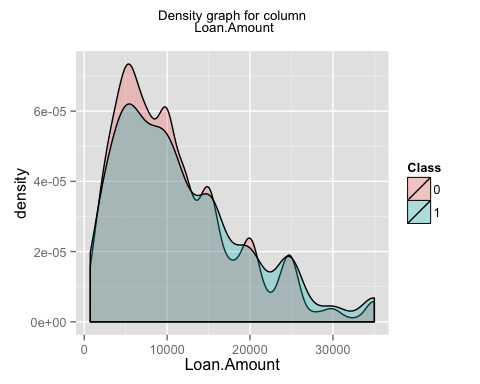 Density graph for column
Loan.Amount
6e-05
4e-05
2e-05
0e+00
density
0
10000
20000
30000
Loan.Amount
Class
0
1